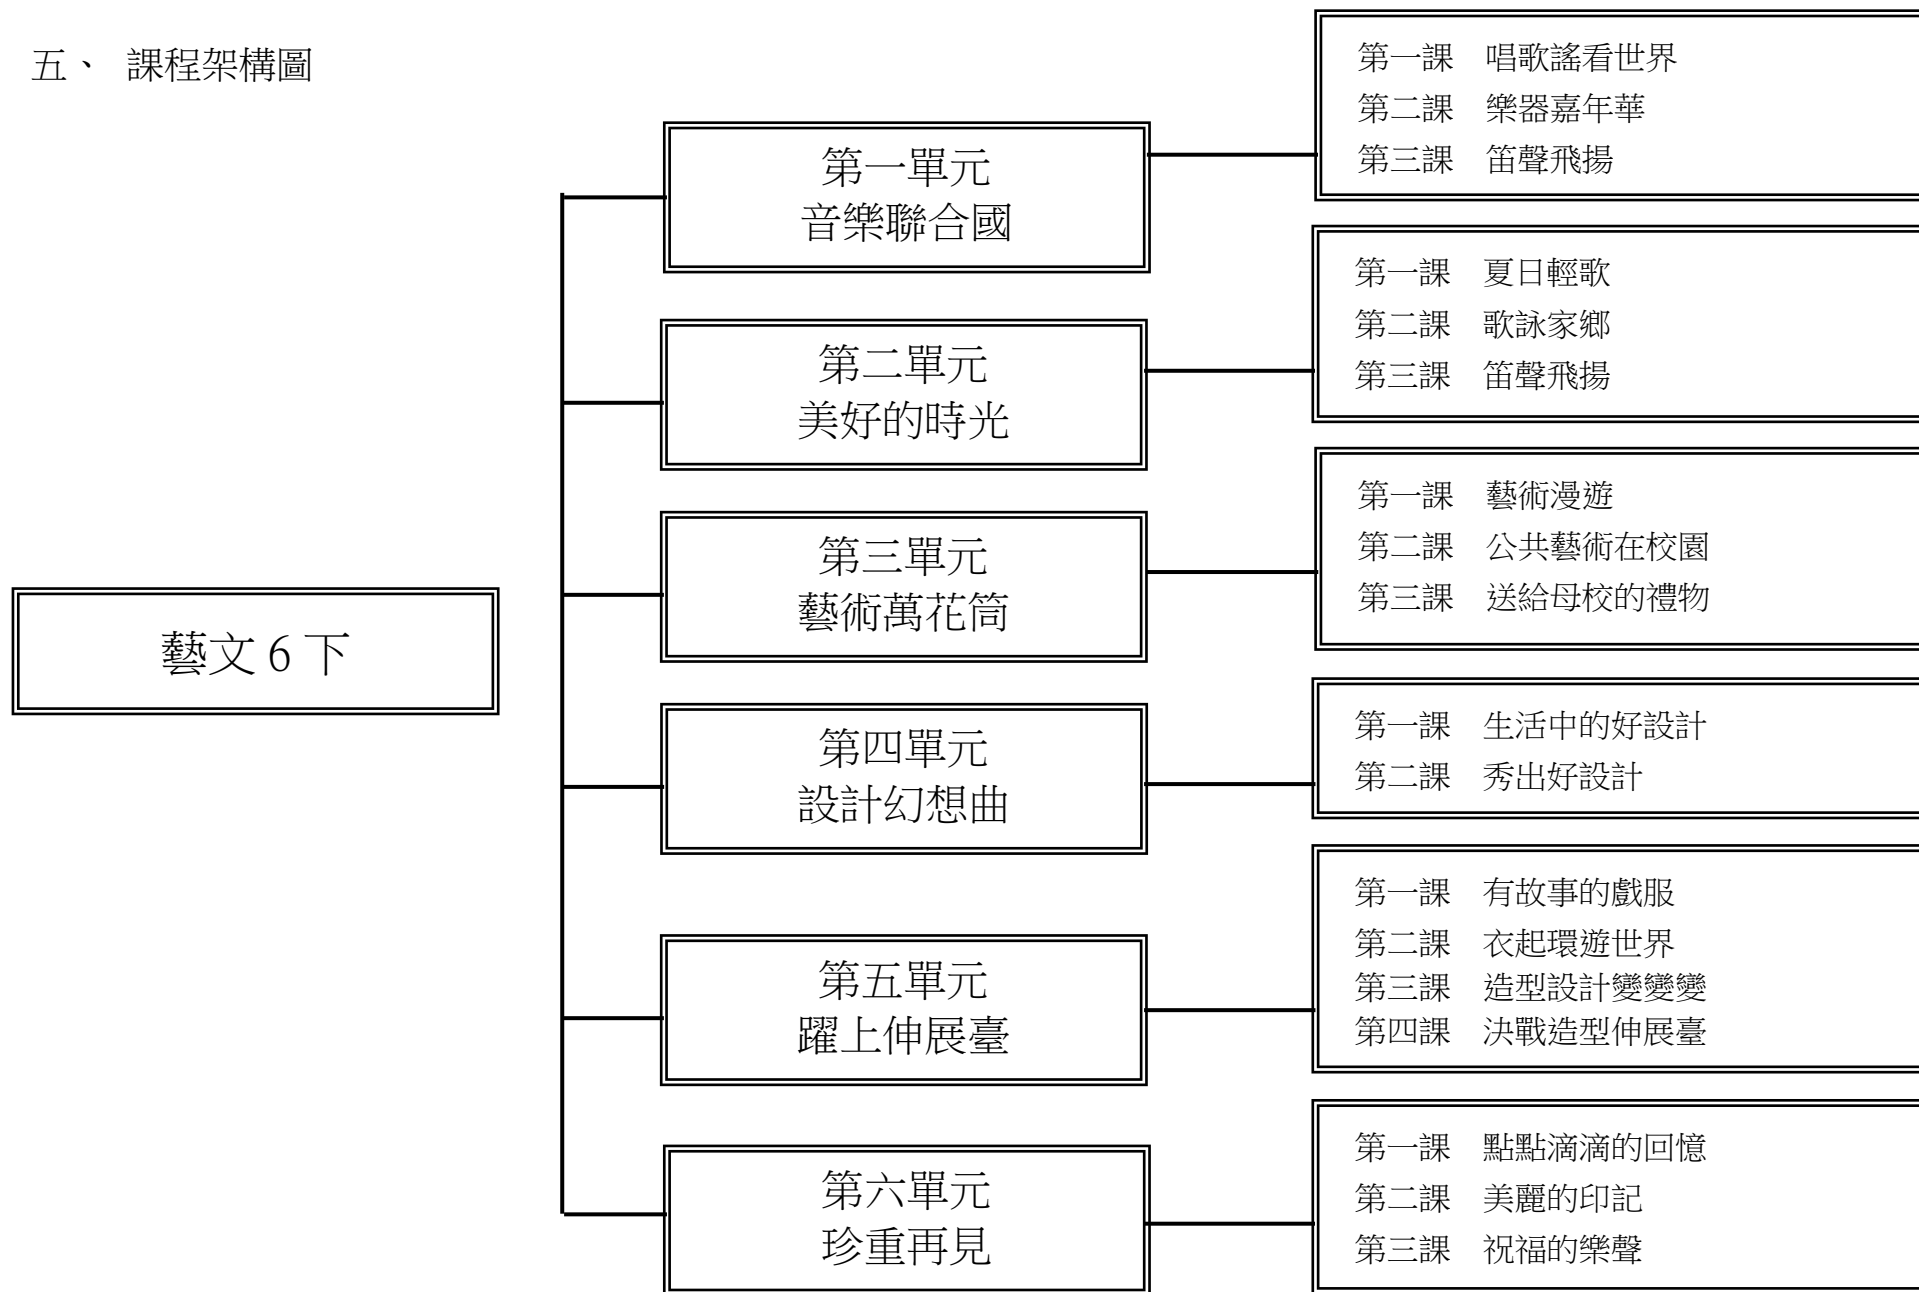 五、 課程架構圖
藝文6下
第一單元
音樂聯合國
第一課 唱歌謠看世界
第二課 樂器嘉年華
第三課 笛聲飛揚
第二單元
美好的時光
第一課 夏日輕歌
第二課 歌詠家鄉
第三課 笛聲飛揚
第三單元
藝術萬花筒
第一課 藝術漫遊
第二課 公共藝術在校園
第三課 送給母校的禮物
第四單元
設計幻想曲
第一課 生活中的好設計
第二課 秀出好設計
第五單元
躍上伸展臺
第一課 有故事的戲服
第二課 衣起環遊世界
第三課 造型設計變變變
第四課 決戰造型伸展臺
第六單元
珍重再見
第一課 點點滴滴的回憶
第二課 美麗的印記
第三課 祝福的樂聲